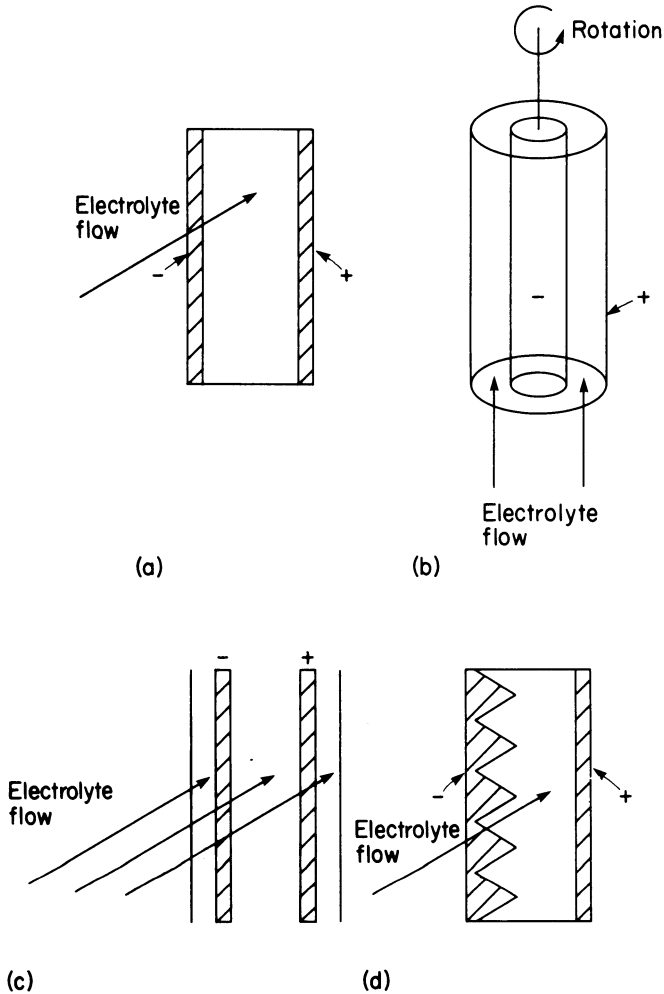 Rotation
Electrolyte
flow
-
+
-
+
Electrolyte
flow
(a)
(b)
-
+
Electrolyte
flow
-
+
Electrolyte
flow
(c)
(d)